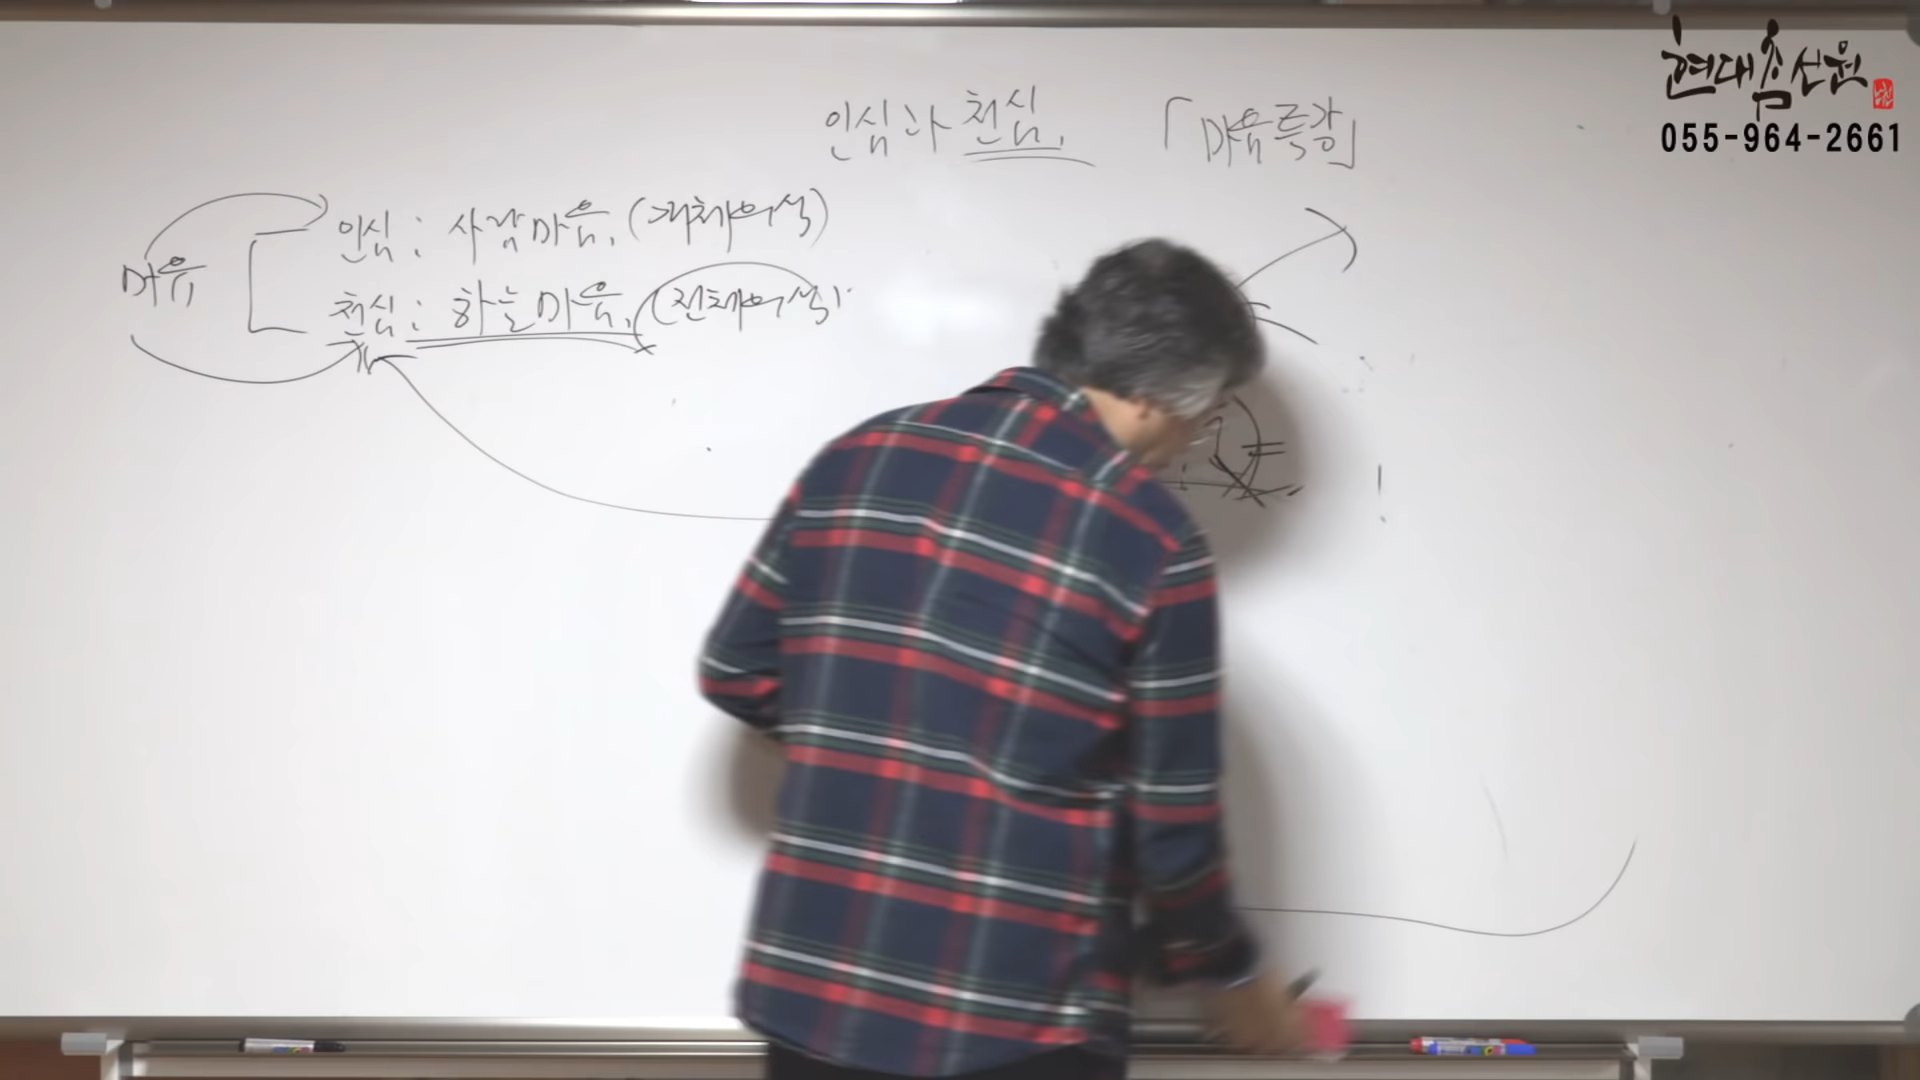 현대춤선원
055-964-2661
인심과 천심, 「마음특강」
마음
인심: 사람마음, (개체의식)
천심: 하늘마음, (전체의식)